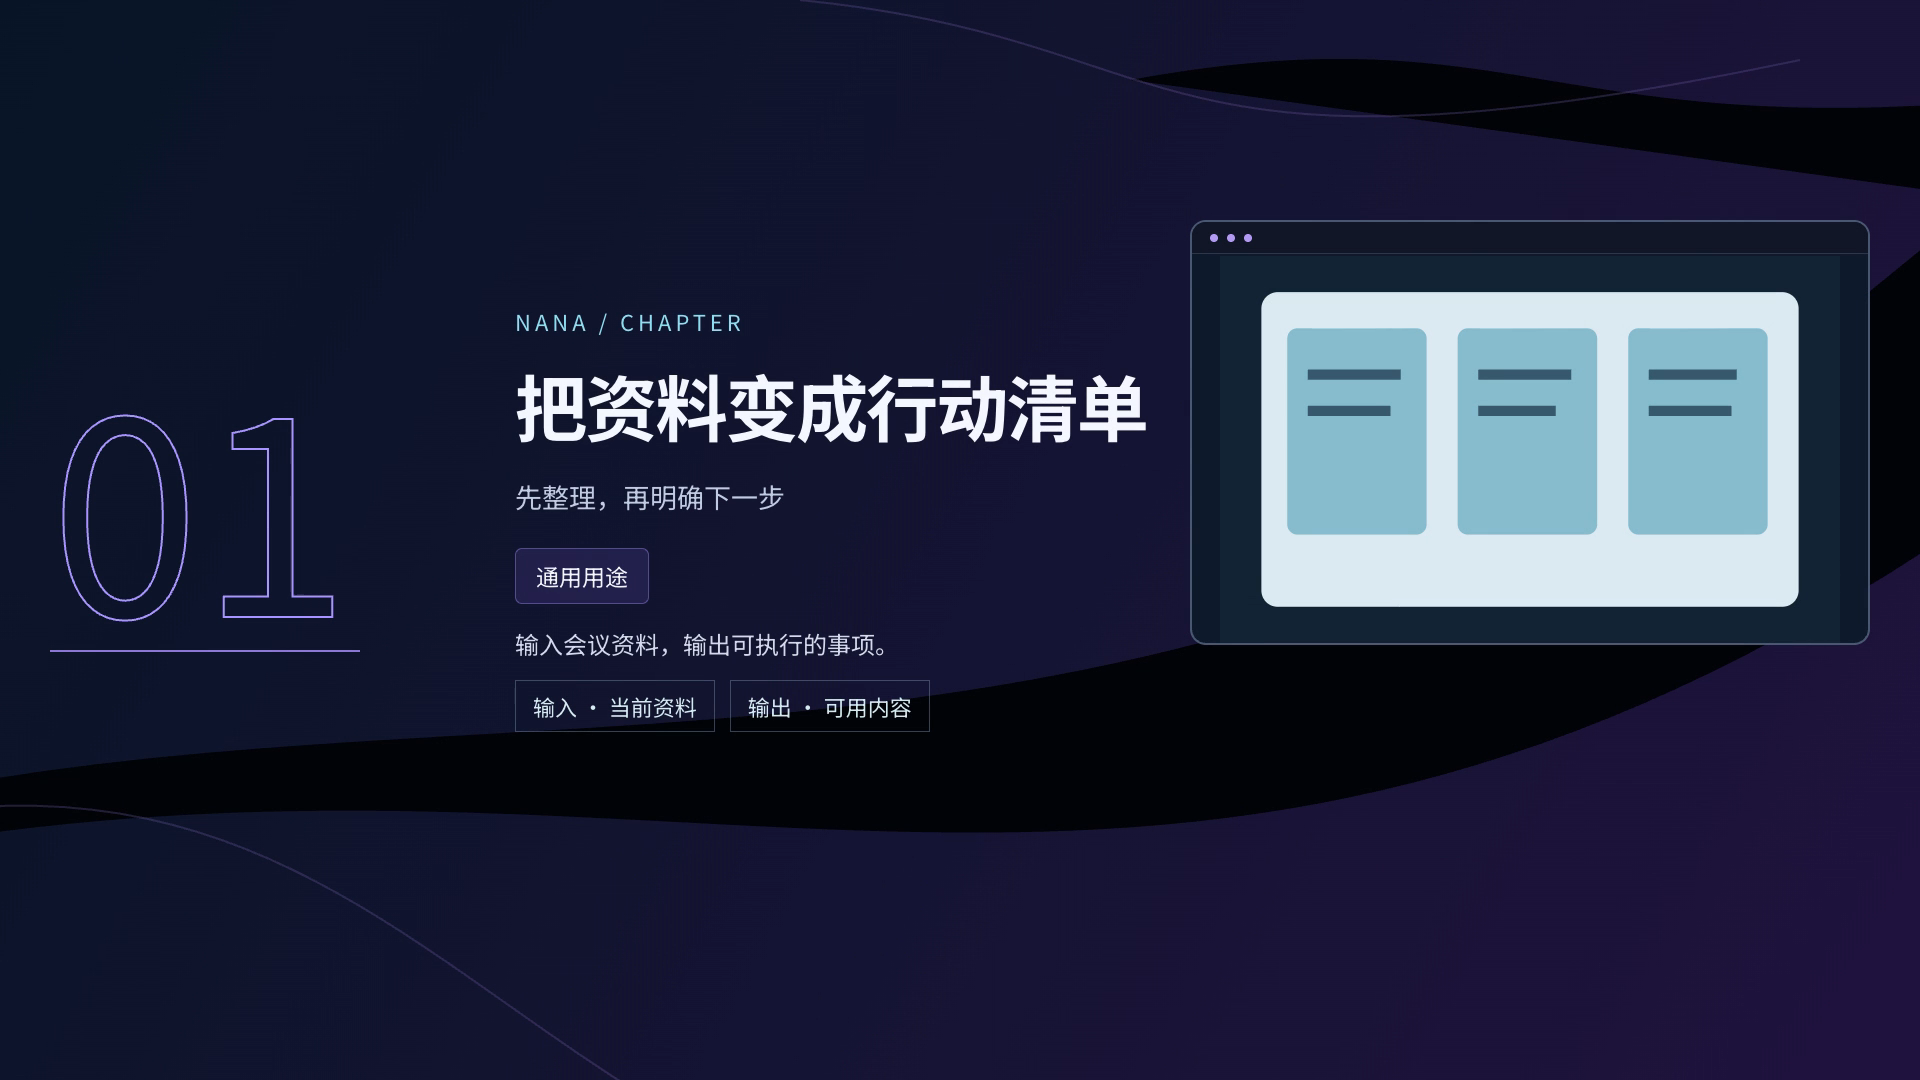 01
NANA / CHAPTER
把资料变成行动清单
先整理，再明确下一步
通用用途
输入会议资料，输出可执行的事项。
输入 · 当前资料
输出 · 可用内容